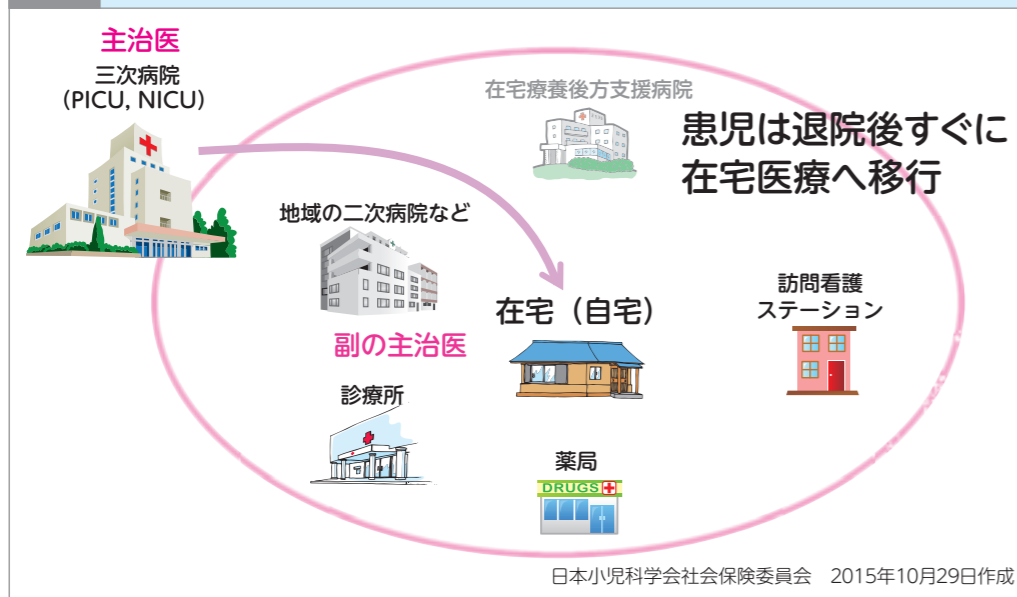 主治医
三次病院
(PICU, NICU)
在宅療養後方支援病院
患児は退院後すぐに
在宅医療へ移行
地域の二次病院など
訪問看護
ステーション
在宅（自宅）
副の主治医
診療所
薬局
DRUGS
日本小児科学会社会保険委員会　2015年10月29日作成